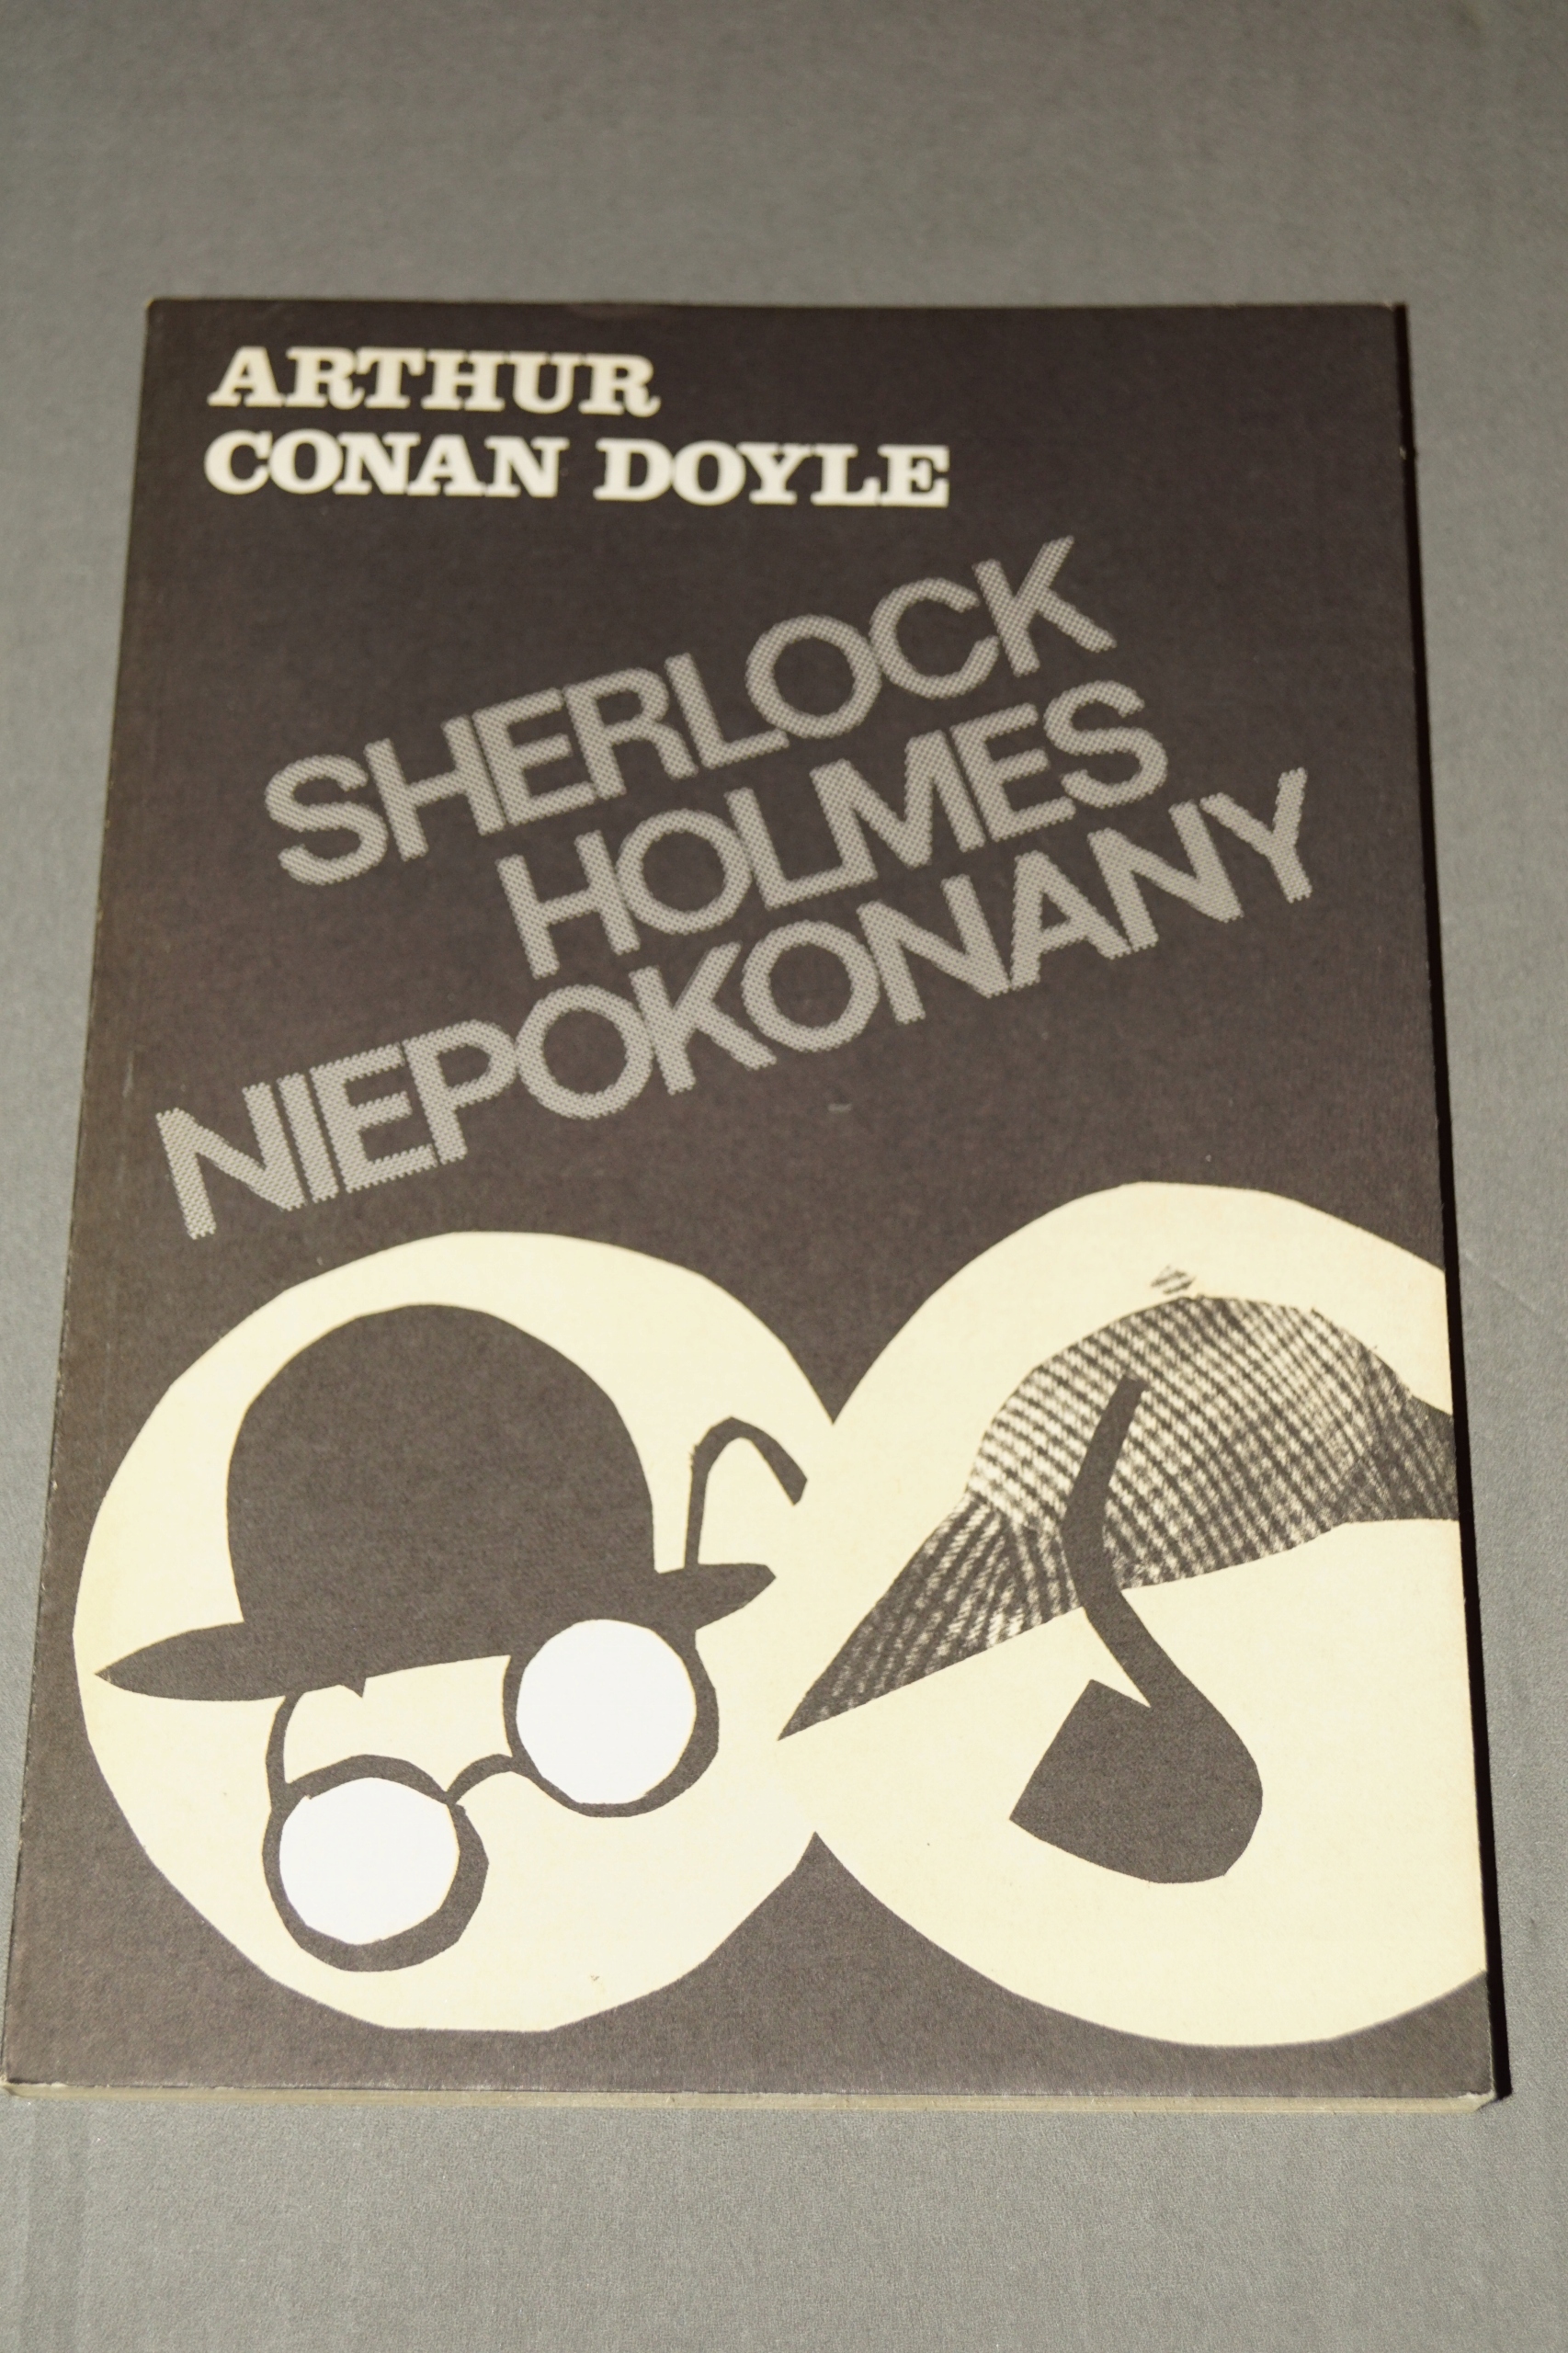 ARTHUR
CONAN DOYLE
SHERLOCK
HOLMES
NIEPOKONANY